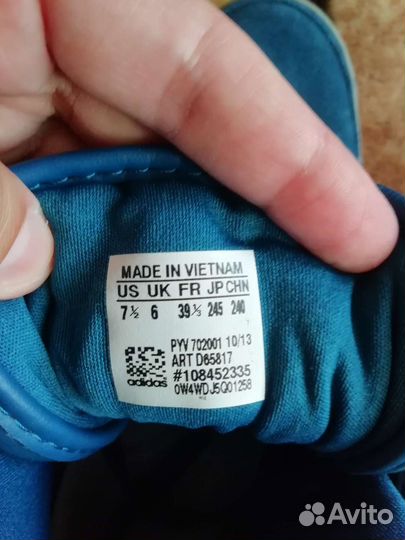 MADE IN VIETNAM
US UK FR JP CHN
7½ 6 39⅓ 245 240
PYV 702001 10/13
ART D65817
#108452335
0W4WDJ5Q01258
adidas
Avito